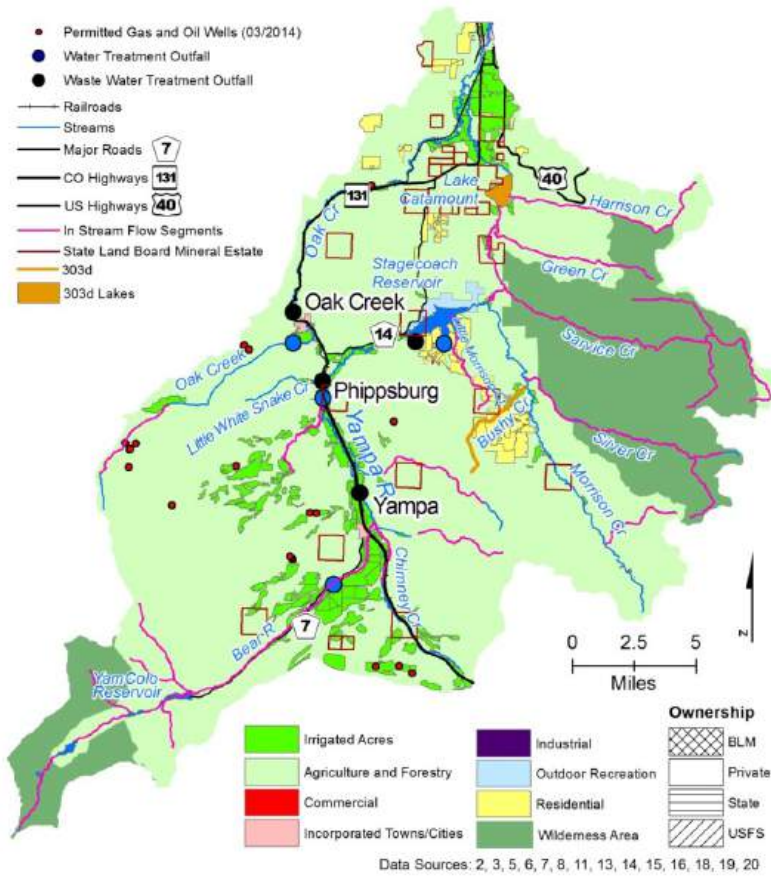 Permitted Gas and Oil Wells (03/2014)
Water Treatment Outfall
Waste Water Treatment Outfall
Railroads
Streams
Major Roads 7
CO Highways 131
US Highways 40
In Stream Flow Segments
State Land Board Mineral Estate
303d
303d Lakes
40
131
Lake
Catamount
Harrison Cr
Oak Cr
Green Cr
Stagecoach
Reservoir
Oak Creek
14
Sarvice Cr
Oak Creek
Little Morrison
Little White Snake Cr
Phippsburg
Bushy Cr
Silver Cr
Yampa R
Morrison Cr
Yampa
Chimney Cr
7
Bear R
YamColo
Reservoir
z
0 2.5 5
Miles
Irrigated Acres
Agriculture and Forestry
Commercial
Incorporated Towns/Cities
Industrial
Outdoor Recreation
Residential
Wilderness Area
Ownership
BLM
Private
State
USFS
Data Sources: 2, 3, 5, 6, 7, 8, 11, 13, 14, 15, 16, 18, 19, 20